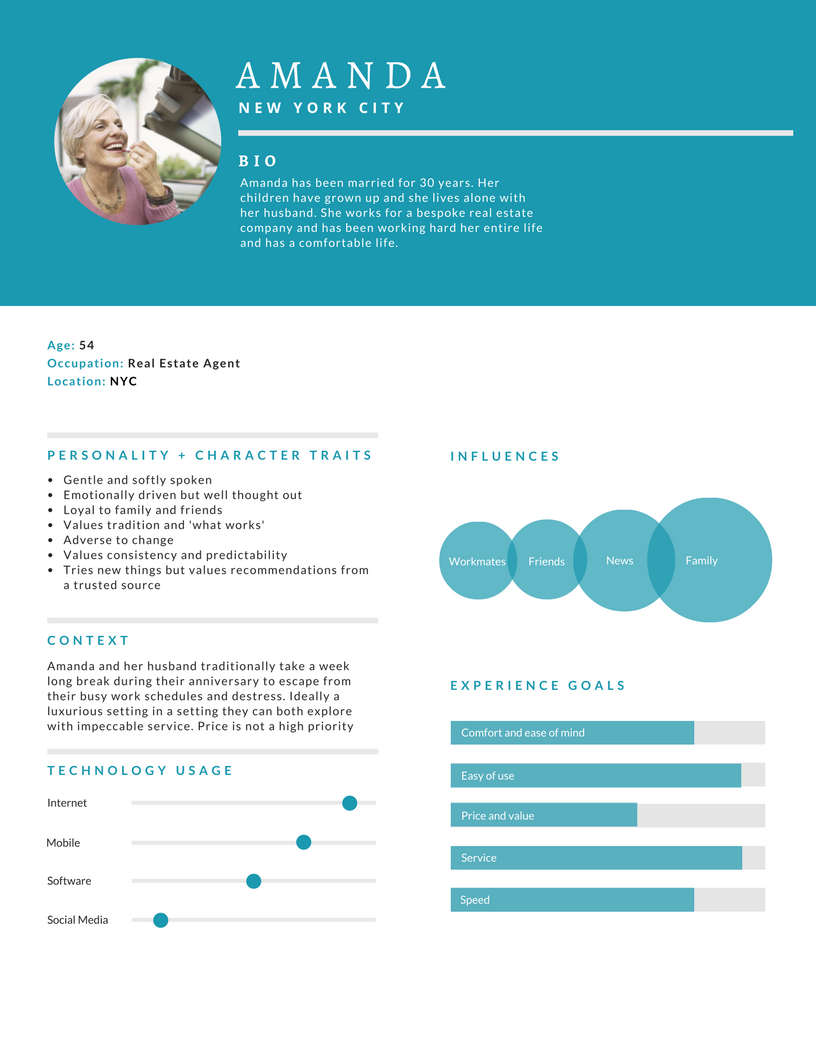 AMANDA
NEW YORK CITY
BIO
Amanda has been married for 30 years. Her
children have grown up and she lives alone with
her husband. She works for a bespoke real estate
company and has been working hard her entire life
and has a comfortable life.
Age: 54
Occupation: Real Estate Agent
Location: NYC
PERSONALITY + CHARACTER TRAITS
• Gentle and softly spoken
• Emotionally driven but well thought out
• Loyal to family and friends
• Values tradition and 'what works'
• Adverse to change
• Values consistency and predictability
• Tries new things but values recommendations from
a trusted source
CONTEXT
Amanda and her husband traditionally take a week
long break during their anniversary to escape from
their busy work schedules and destress. Ideally a
luxurious setting in a setting they can both explore
with impeccable service. Price is not a high priority
TECHNOLOGY USAGE
Internet
Mobile
Software
Social Media
INFLUENCES
Workmates
Friends
News
Family
EXPERIENCE GOALS
Comfort and ease of mind
Easy of use
Price and value
Service
Speed